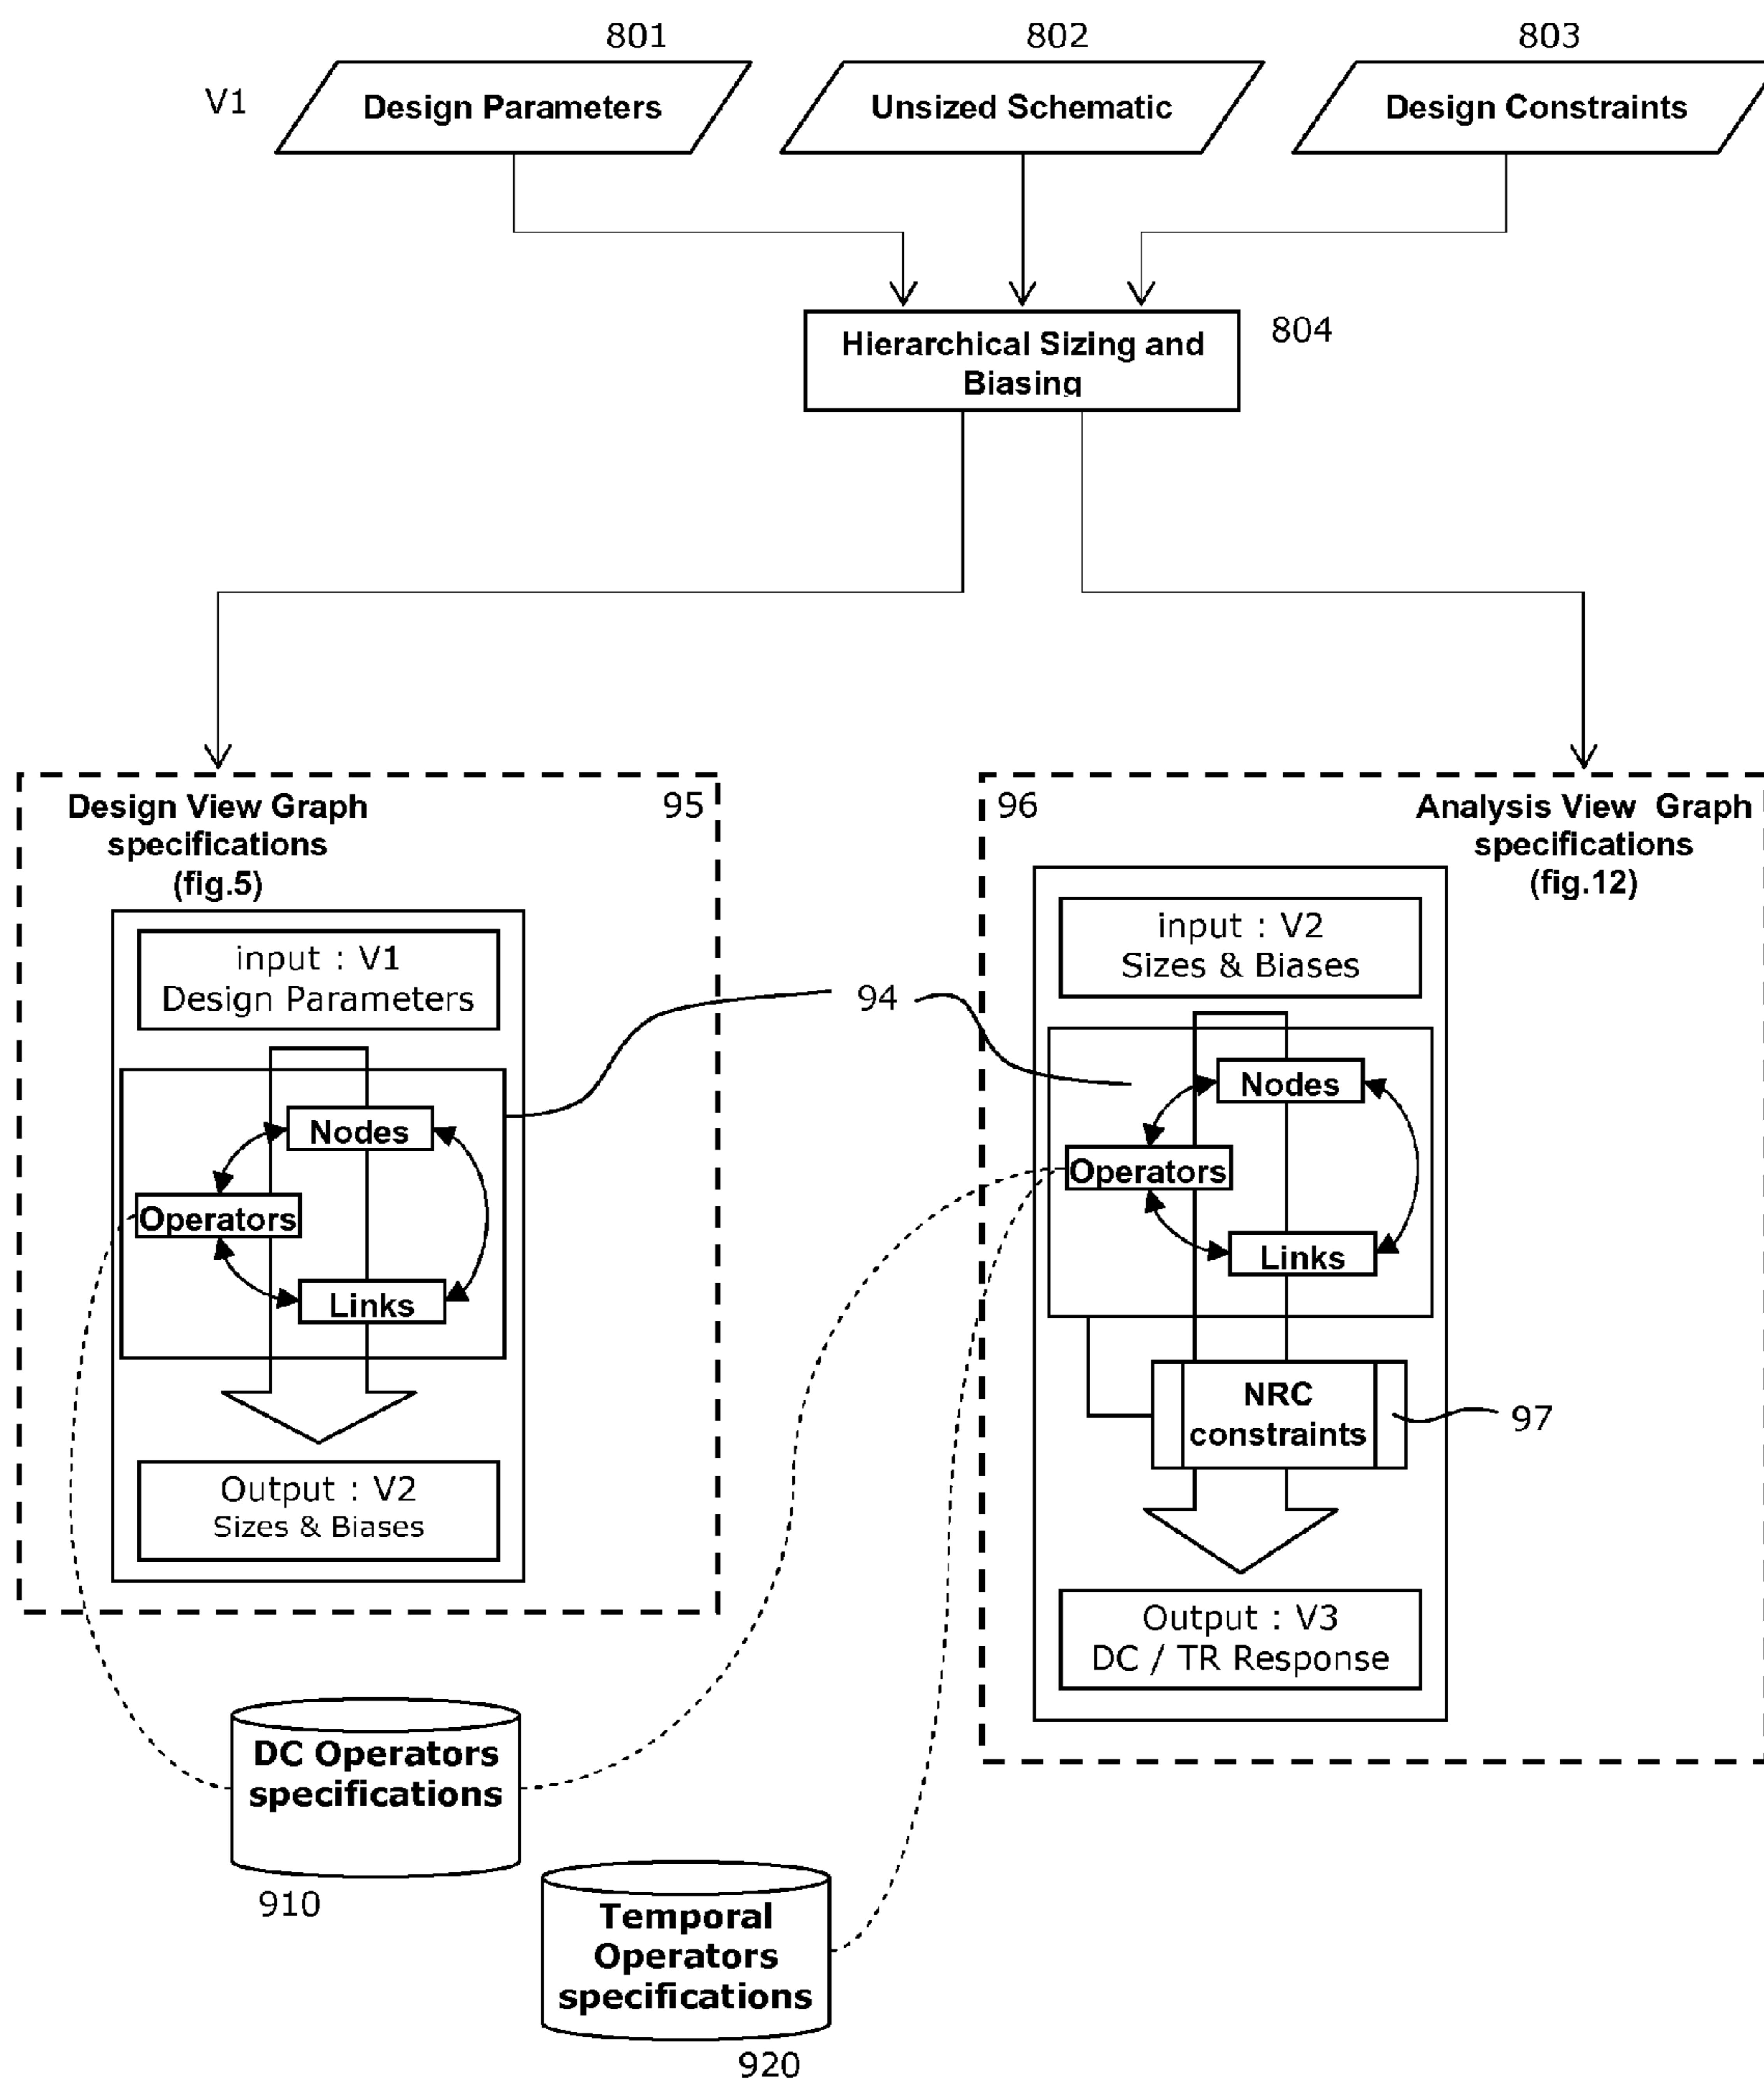 801
802
803
V1
Design Parameters
Unsized Schematic
Design Constraints
Hierarchical Sizing and
Biasing
804
Design View Graph
specifications
(fig.5)
95
input : V1
Design Parameters
Nodes
Operators
Links
Output : V2
Sizes & Biases
94
96
Analysis View Graph
specifications
(fig.12)
input : V2
Sizes & Biases
Nodes
Operators
Links
NRC
constraints
97
Output : V3
DC / TR Response
DC Operators
specifications
910
Temporal
Operators
specifications
920